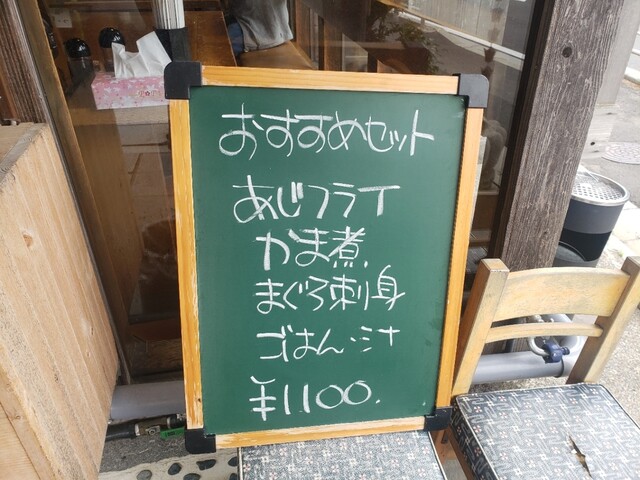 おすすめセット
あじフライ
かま煮.
まぐろ刺身
ゴはん・汁
¥1100.